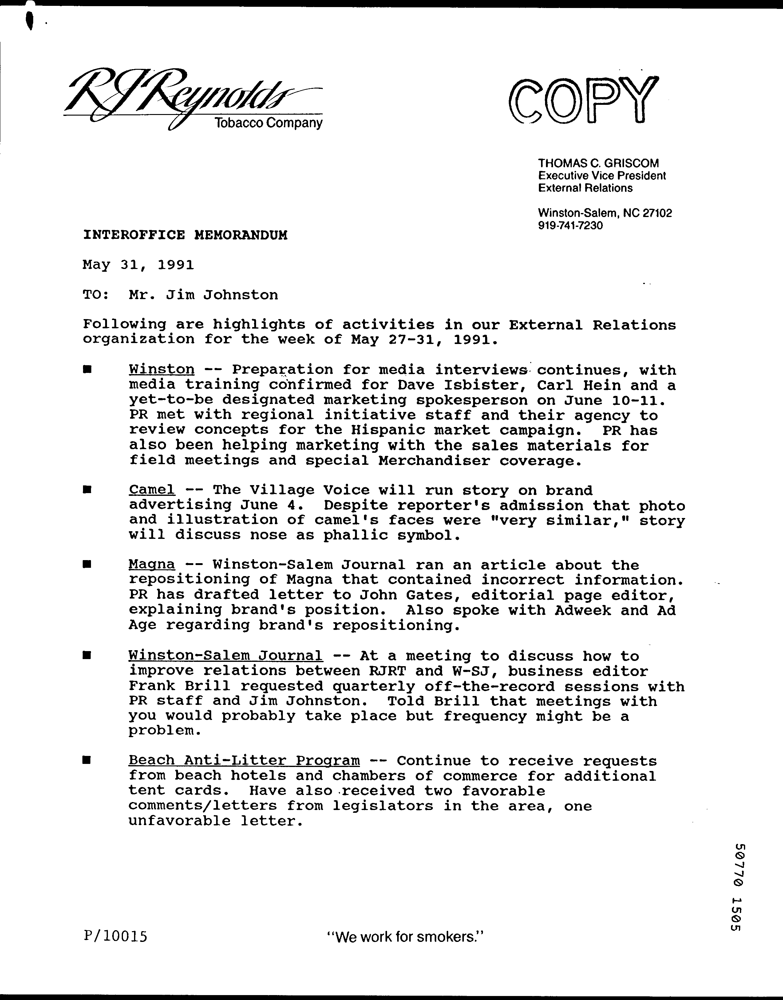 RJReynolds
Tobacco Company
COPY
THOMAS C. GRISCOM
Executive Vice President
External Relations
Winston-Salem, NC 27102
919-741-7230
INTEROFFICE MEMORANDUM
May 31, 1991
TO: Mr. Jim Johnston
Following are highlights of activities in our External Relations
organization for the week of May 27-31, 1991.
■ Winston -- Preparation for media interviews continues, with
media training confirmed for Dave Isbister, Carl Hein and a
yet-to-be designated marketing spokesperson on June 10-11.
PR met with regional initiative staff and their agency to
review concepts for the Hispanic market campaign. PR has
also been helping marketing with the sales materials for
field meetings and special Merchandiser coverage.
■ Camel -- The Village Voice will run story on brand
advertising June 4. Despite reporter's admission that photo
and illustration of camel's faces were "very similar," story
will discuss nose as phallic symbol.
■ Magna -- Winston-Salem Journal ran an article about the
repositioning of Magna that contained incorrect information.
PR has drafted letter to John Gates, editorial page editor,
explaining brand's position. Also spoke with Adweek and Ad
Age regarding brand's repositioning.
■ Winston-Salem Journal -- At a meeting to discuss how to
improve relations between RJRT and W-SJ, business editor
Frank Brill requested quarterly off-the-record sessions with
PR staff and Jim Johnston. Told Brill that meetings with
you would probably take place but frequency might be a
problem.
■ Beach Anti-Litter Program -- Continue to receive requests
from beach hotels and chambers of commerce for additional
tent cards. Have also received two favorable
comments/letters from legislators in the area, one
unfavorable letter.
50770 1505
P/10015
"We work for smokers."